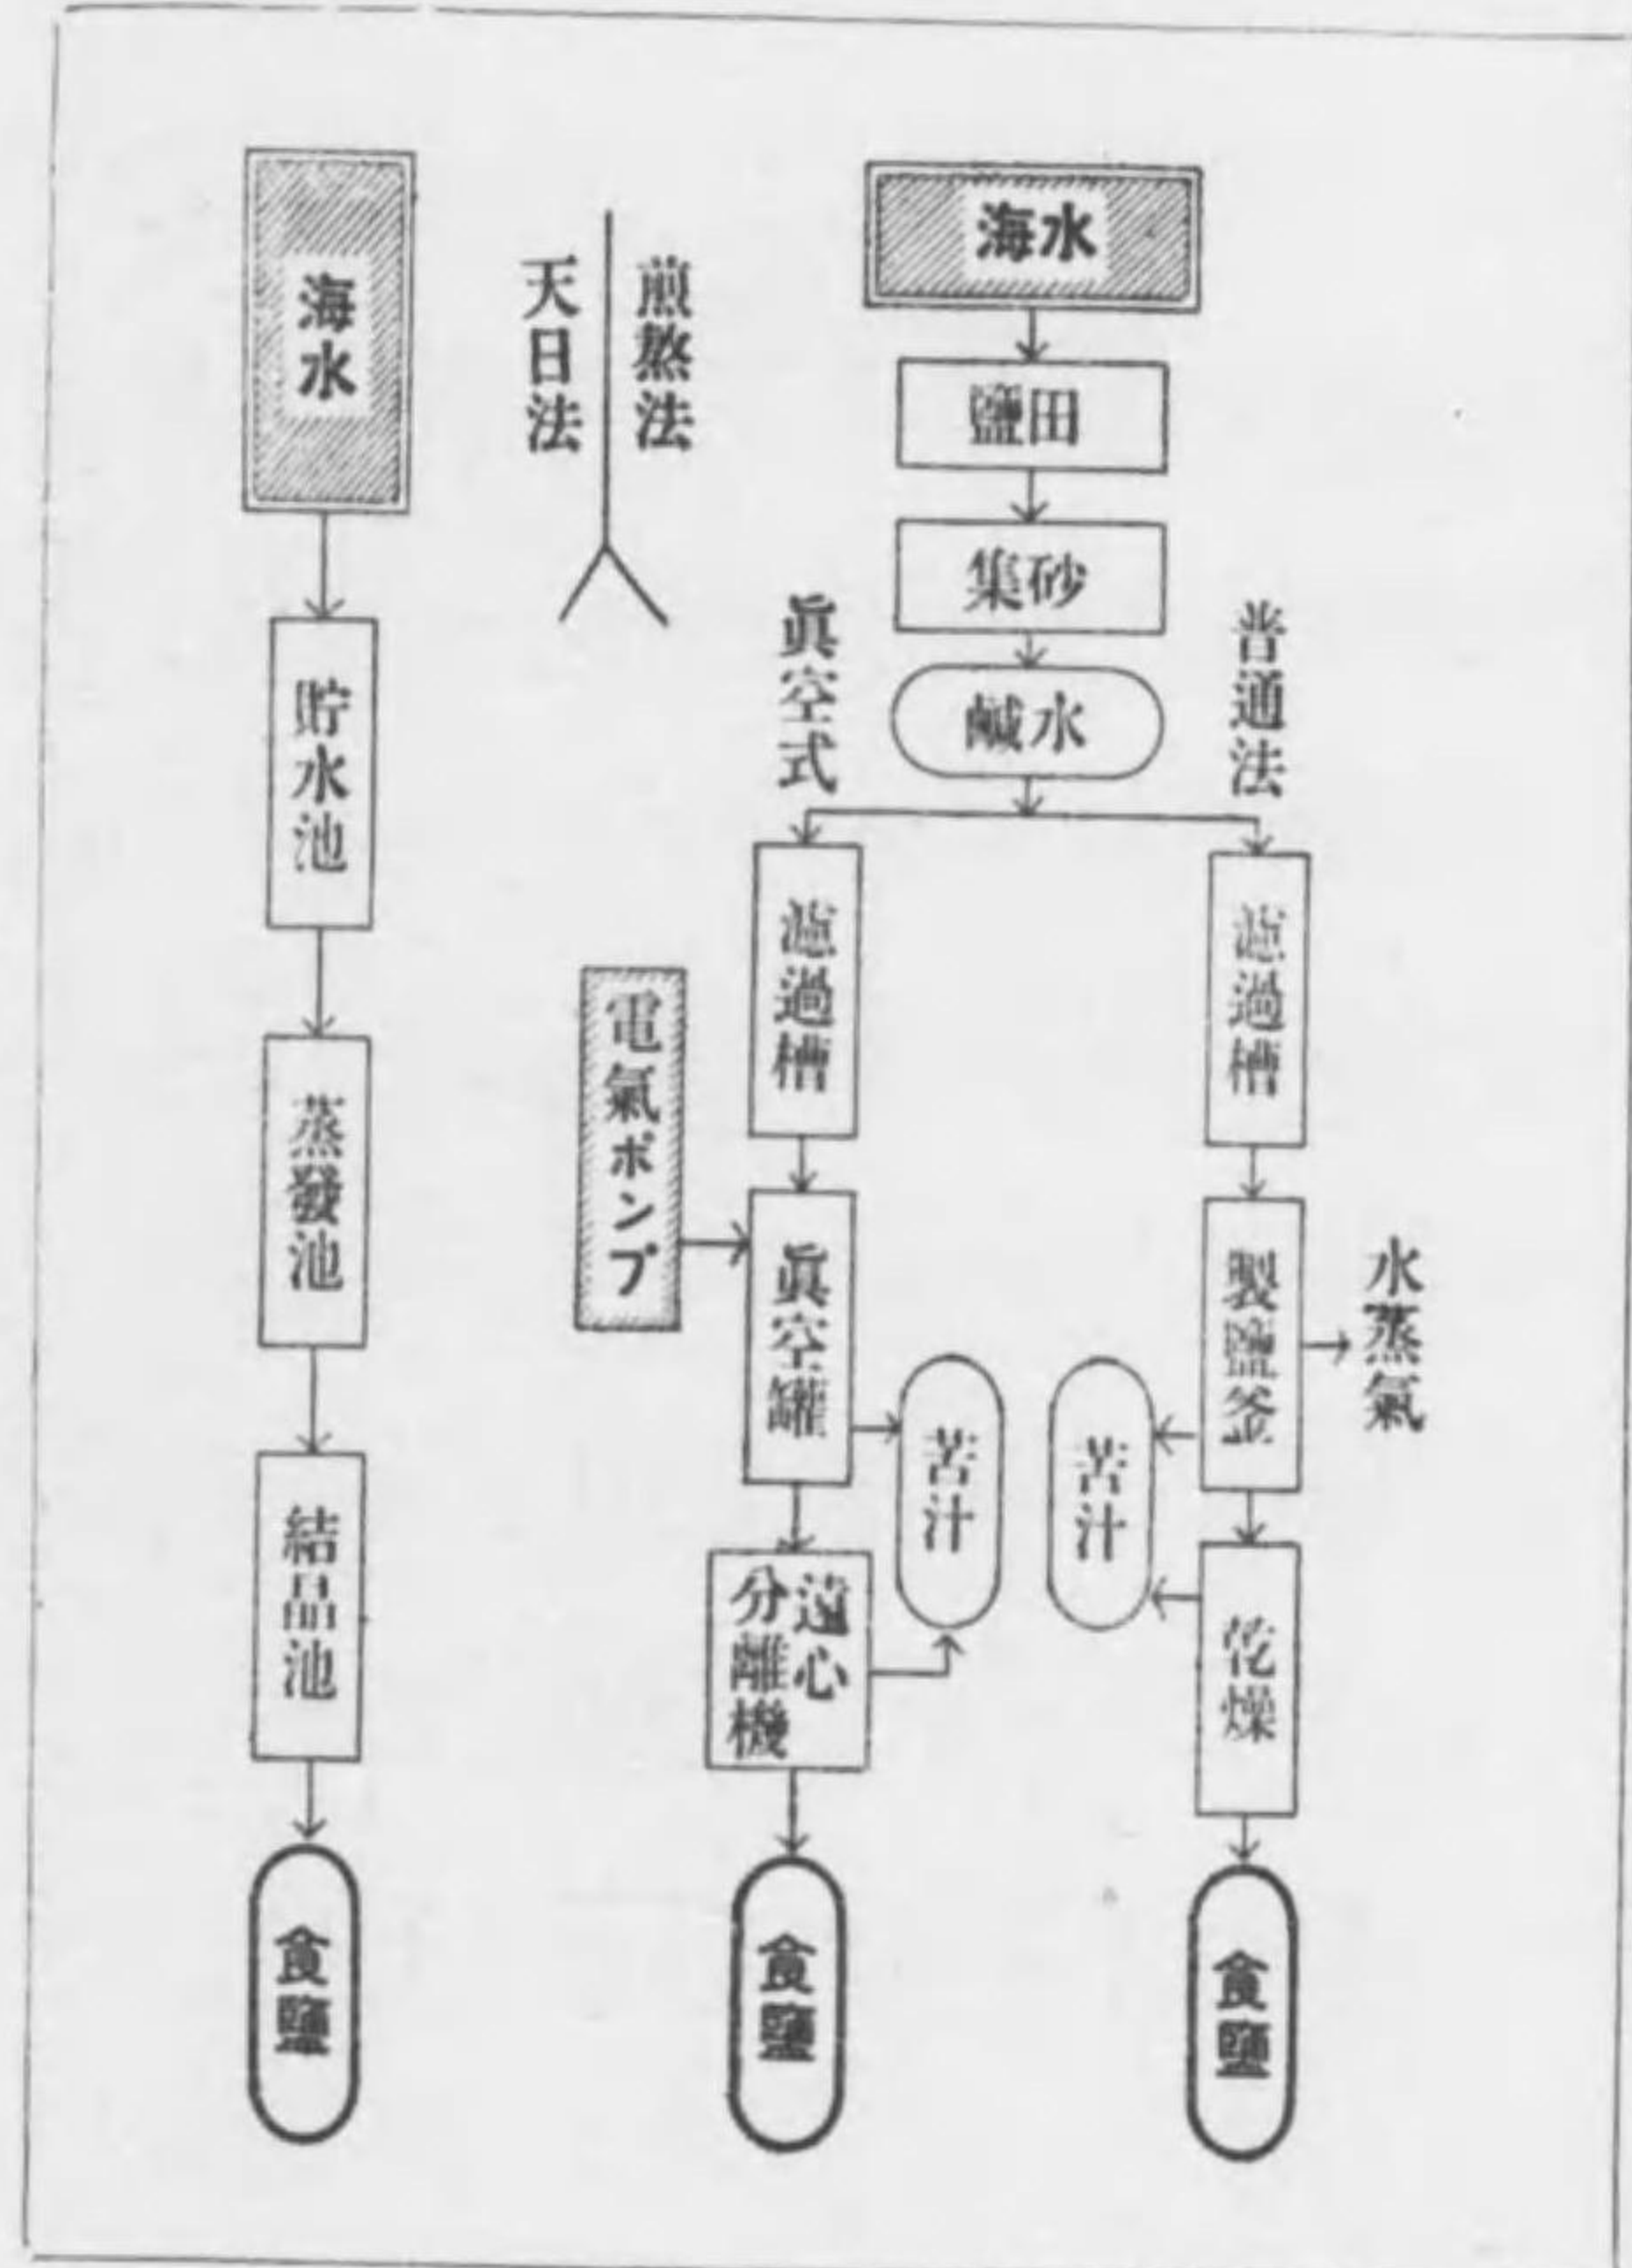 海水
鹽田
集砂
鹹水
普通法
濾過槽
製鹽釜
水蒸氣
苦汁
乾燥
食鹽
眞空式
濾過槽
電氣ポンプ
眞空罐
苦汁
遠心
分離機
食鹽
煎熬法
天日法
海水
貯水池
蒸發池
結晶池
食鹽